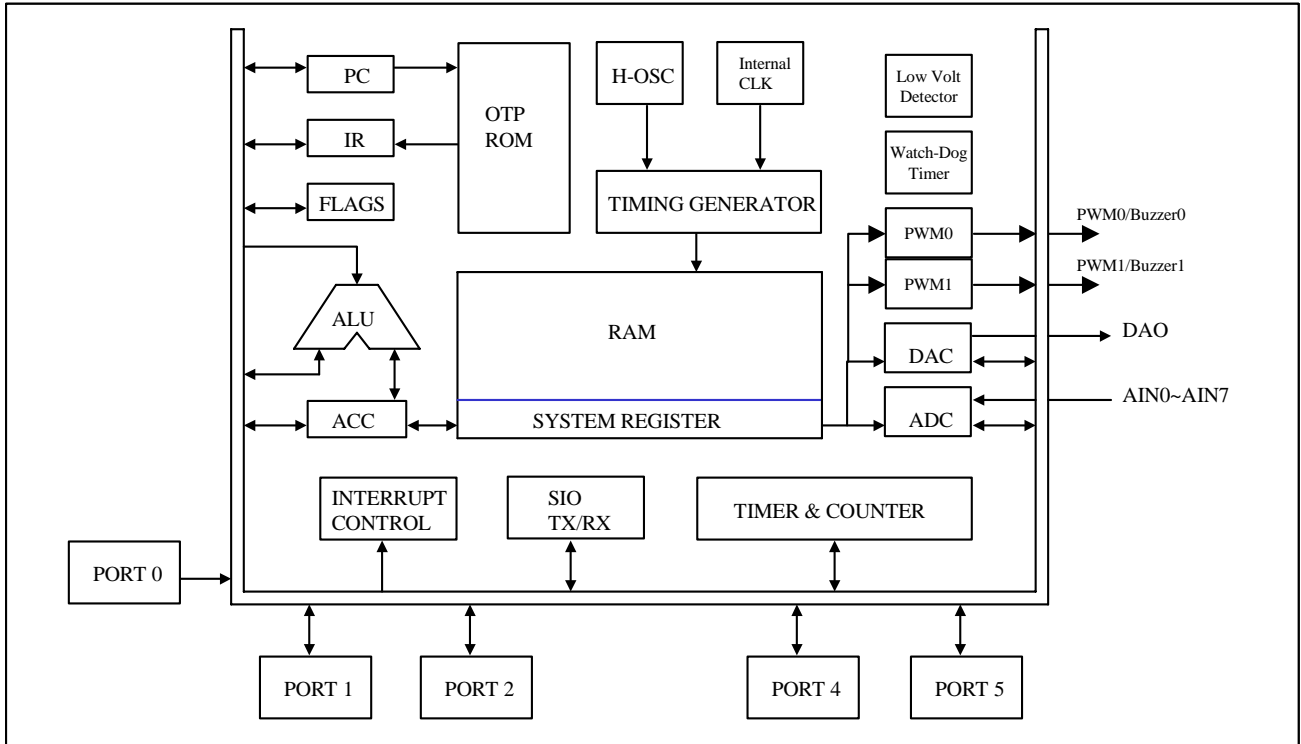 PC
IR
FLAGS
OTP
ROM
H-OSC
Internal
CLK
TIMING GENERATOR
Low Volt
Detector
Watch-Dog
Timer
PWM0
PWM0/Buzzer0
PWM1
PWM1/Buzzer1
ALU
RAM
DAC
DAO
ACC
SYSTEM REGISTER
ADC
AIN0~AIN7
INTERRUPT
CONTROL
SIO
TX/RX
TIMER & COUNTER
PORT 0
PORT 1
PORT 2
PORT 4
PORT 5